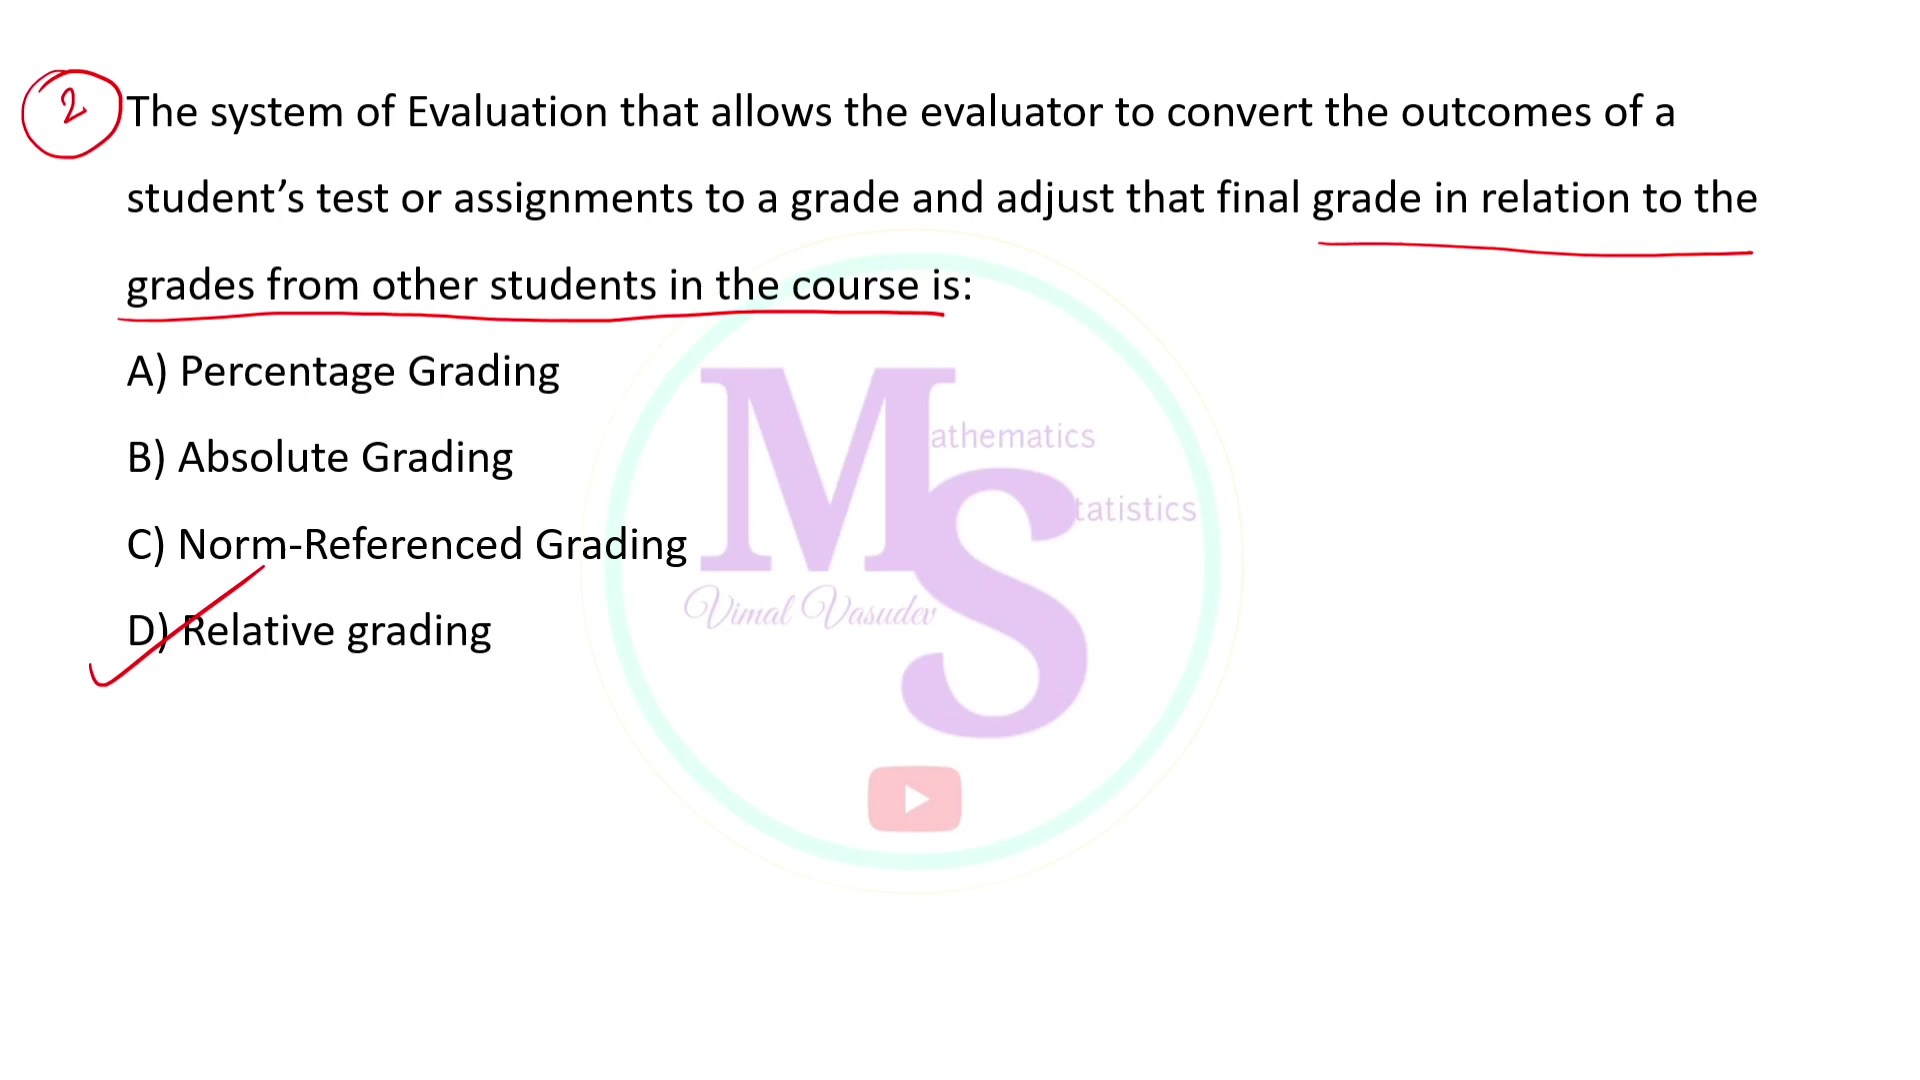 2 The system of Evaluation that allows the evaluator to convert the outcomes of a
student’s test or assignments to a grade and adjust that final grade in relation to the
grades from other students in the course is:
A) Percentage Grading
B) Absolute Grading
C) Norm-Referenced Grading
D) Relative grading
Mathematics
Statistics
Vimal Vasudev